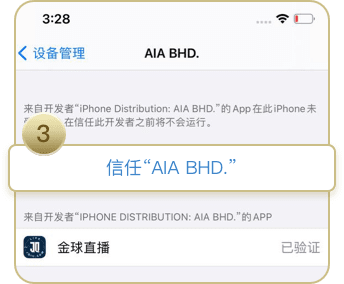 3:28
设备管理
AIA BHD.
来自开发者“iPhone Distribution: AIA BHD.”的 App在此iPhone未
在信任此开发者之前将不会运行。
3
信任“AIA BHD.”
来自开发者“IPHONE DISTRIBUTION: AIA BHD.”的 APP
金球直播
已验证